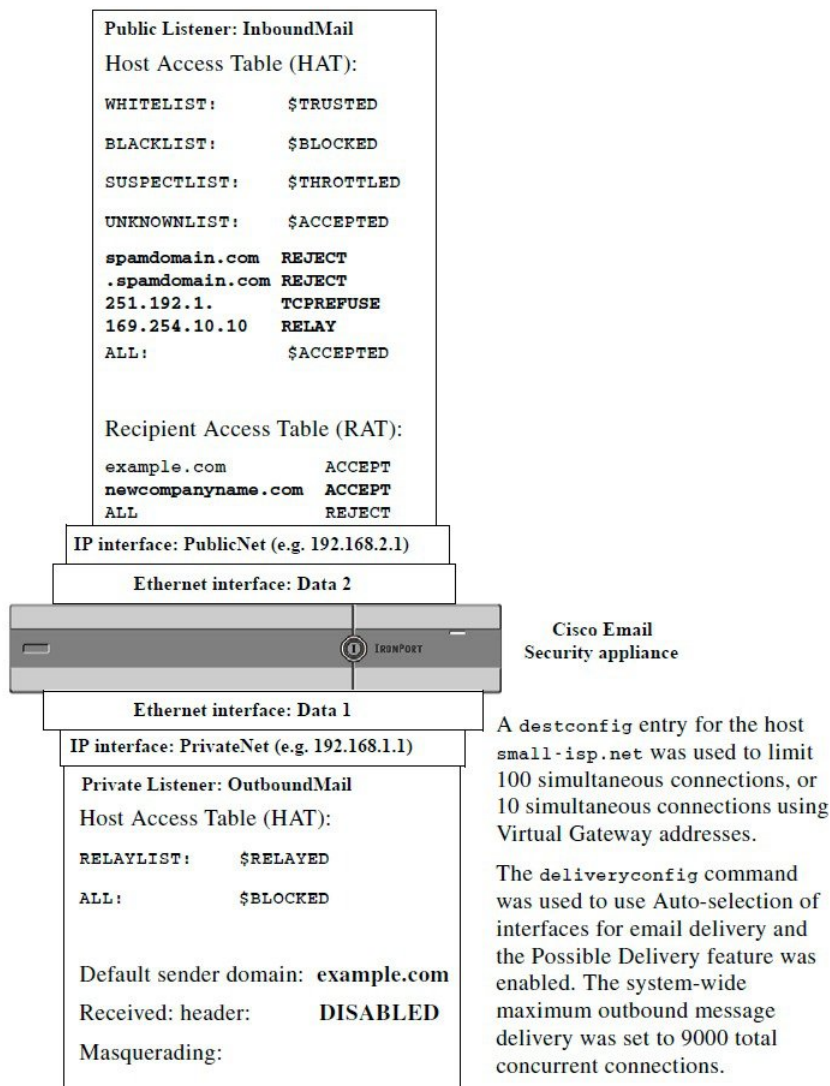 Public Listener: InboundMail
Host Access Table (HAT):
WHITELIST: $TRUSTED
BLACKLIST: $BLOCKED
SUSPECTLIST: $THROTTLED
UNKNOWNLIST: $ACCEPTED
spamdomain.com REJECT
.spamdomain.com REJECT
251.192.1. TCPREFUSE
169.254.10.10 RELAY
ALL: $ACCEPTED
Recipient Access Table (RAT):
example.com ACCEPT
newcompanyname.com ACCEPT
ALL REJECT
IP interface: PublicNet (e.g. 192.168.2.1)
Ethernet interface: Data 2
IRONPORT
Cisco Email
Security appliance
Ethernet interface: Data 1
IP interface: PrivateNet (e.g. 192.168.1.1)
Private Listener: OutboundMail
Host Access Table (HAT):
RELAYLIST: $RELAYED
ALL: $BLOCKED
Default sender domain: example.com
Received: header: DISABLED
Masquerading:
A destconfig entry for the host
small-isp.net was used to limit
100 simultaneous connections, or
10 simultaneous connections using
Virtual Gateway addresses.
The deliveryconfig command
was used to use Auto-selection of
interfaces for email delivery and
the Possible Delivery feature was
enabled. The system-wide
maximum outbound message
delivery was set to 9000 total
concurrent connections.